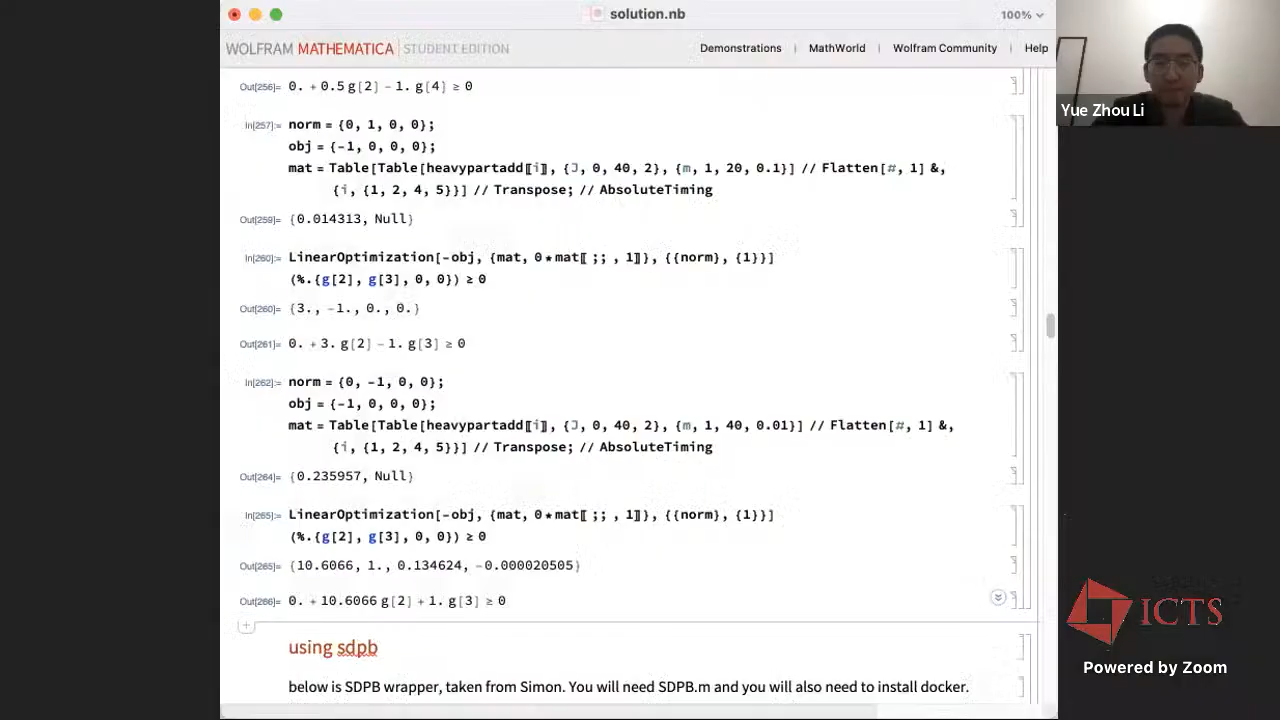 solution.nb
100%
WOLFRAM MATHEMATICA | STUDENT EDITION
Demonstrations | MathWorld | Wolfram Community | Help
Out[256]= 0. + 0.5 g[2] − 1. g[4] ≥ 0
In[257]:= norm = {0, 1, 0, 0};
obj = {-1, 0, 0, 0};
mat = Table[Table[heavypartadd[[i]], {J, 0, 40, 2}, {m, 1, 20, 0.1}] // Flatten[#, 1] &,
{i, {1, 2, 4, 5}}] // Transpose; // AbsoluteTiming
Out[259]= {0.014313, Null}
In[260]:= LinearOptimization[-obj, {mat, 0*mat[[ ;; , 1]]}, {{norm}, {1}}]
(%.{g[2], g[3], 0, 0}) ≥ 0
Out[260]= {3., -1., 0., 0.}
Out[261]= 0. + 3. g[2] − 1. g[3] ≥ 0
In[262]:= norm = {0, -1, 0, 0};
obj = {-1, 0, 0, 0};
mat = Table[Table[heavypartadd[[i]], {J, 0, 40, 2}, {m, 1, 40, 0.01}] // Flatten[#, 1] &,
{i, {1, 2, 4, 5}}] // Transpose; // AbsoluteTiming
Out[264]= {0.235957, Null}
In[265]:= LinearOptimization[-obj, {mat, 0*mat[[ ;; , 1]]}, {{norm}, {1}}]
(%.{g[2], g[3], 0, 0}) ≥ 0
Out[265]= {10.6066, 1., 0.134624, -0.000020505}
Out[266]= 0. + 10.6066 g[2] + 1. g[3] ≥ 0
using sdpb
below is SDPB wrapper, taken from Simon. You will need SDPB.m and you will also need to install docker.
Yue Zhou Li
ICTS
Powered by Zoom